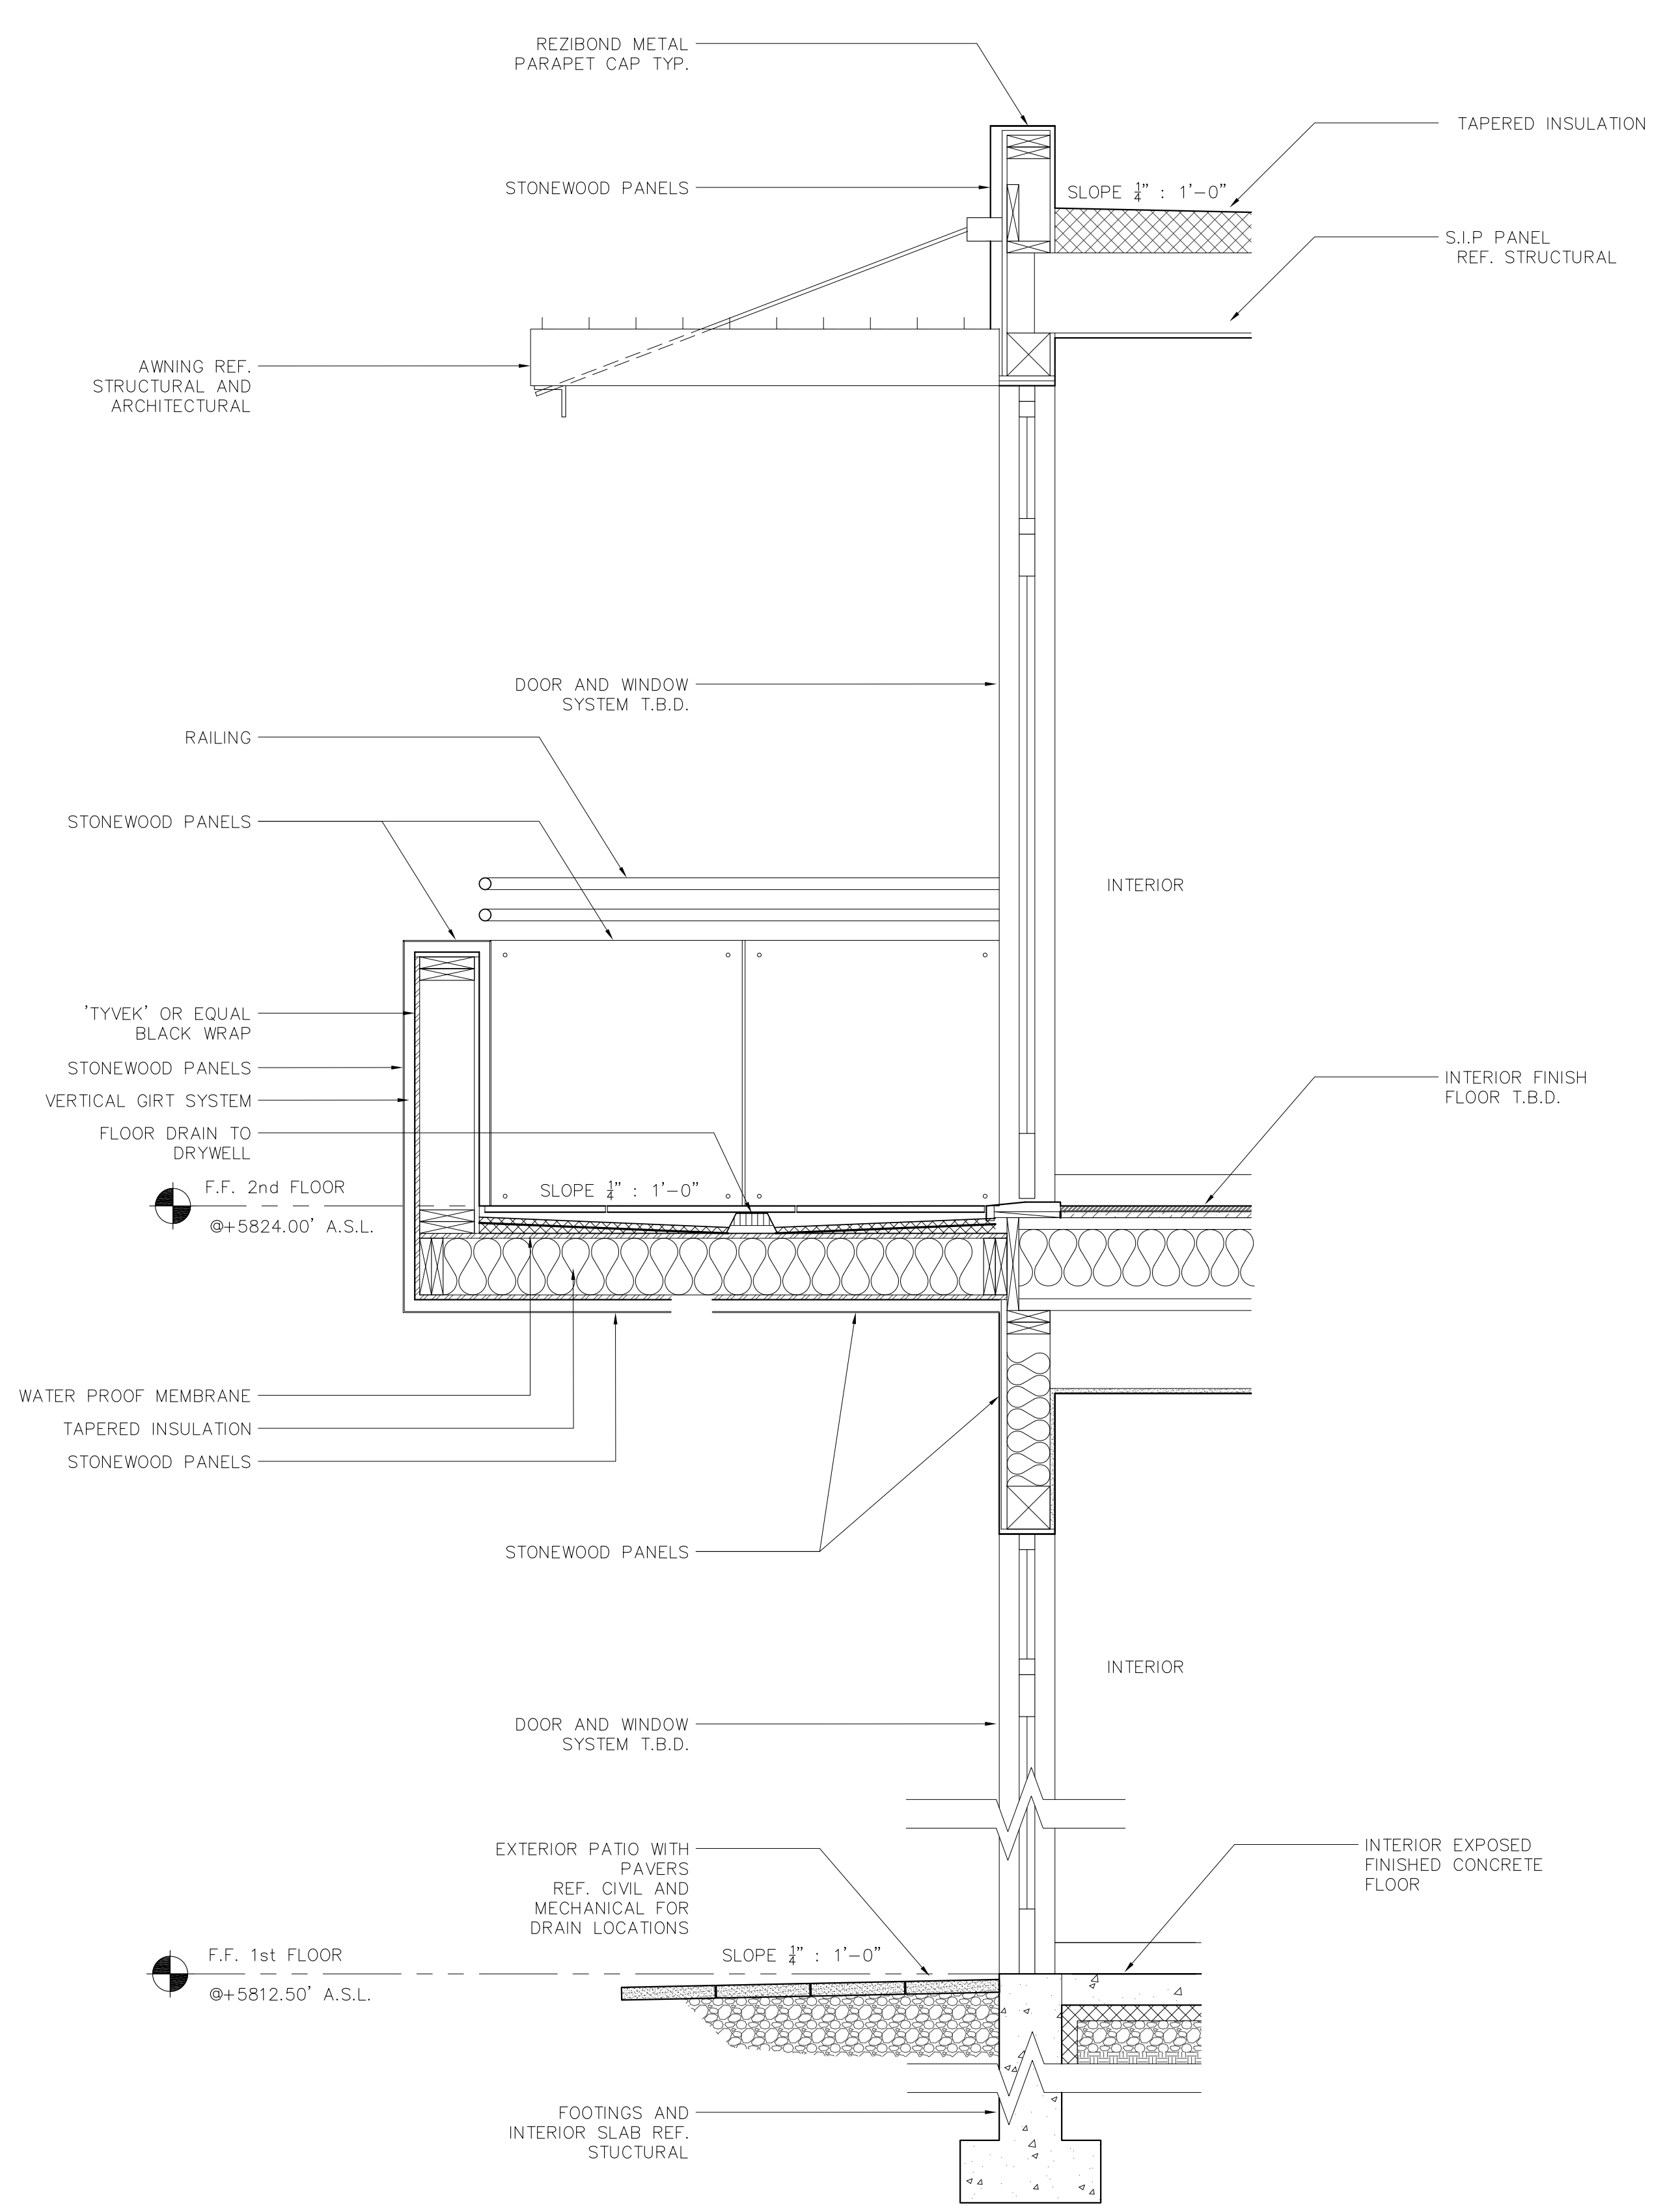 REZIBOND METAL
PARAPET CAP TYP.
TAPERED INSULATION
STONEWOOD PANELS
SLOPE ¼" : 1'-0"
S.I.P PANEL
REF. STRUCTURAL
AWNING REF.
STRUCTURAL AND
ARCHITECTURAL
DOOR AND WINDOW
SYSTEM T.B.D.
RAILING
STONEWOOD PANELS
INTERIOR
'TYVEK' OR EQUAL
BLACK WRAP
STONEWOOD PANELS
VERTICAL GIRT SYSTEM
FLOOR DRAIN TO
DRYWELL
INTERIOR FINISH
FLOOR T.B.D.
F.F. 2nd FLOOR
@+5824.00' A.S.L.
SLOPE ¼" : 1'-0"
WATER PROOF MEMBRANE
TAPERED INSULATION
STONEWOOD PANELS
STONEWOOD PANELS
INTERIOR
DOOR AND WINDOW
SYSTEM T.B.D.
EXTERIOR PATIO WITH
PAVERS
REF. CIVIL AND
MECHANICAL FOR
DRAIN LOCATIONS
INTERIOR EXPOSED
FINISHED CONCRETE
FLOOR
F.F. 1st FLOOR
@+5812.50' A.S.L.
SLOPE ¼" : 1'-0"
FOOTINGS AND
INTERIOR SLAB REF.
STUCTURAL